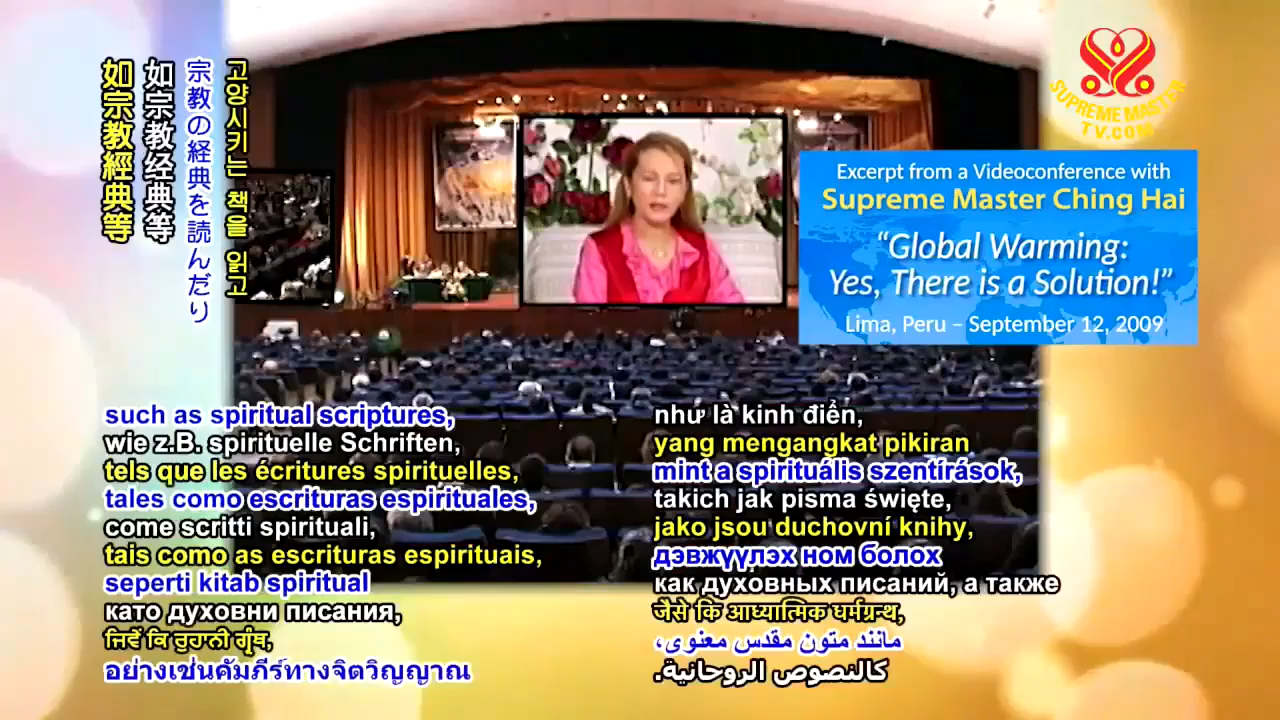 고양시키는 책을 읽고
宗教の経典を読んだり
如宗教经典等
如宗教經典等
SUPREME MASTER
TV.COM
Excerpt from a Videoconference with
Supreme Master Ching Hai
“Global Warming:
Yes, There is a Solution!”
Lima, Peru – September 12, 2009
such as spiritual scriptures,
wie z.B. spirituelle Schriften,
tels que les écritures spirituelles,
tales como escrituras espirituales,
come scritti spirituali,
tais como as escrituras espirituais,
seperti kitab spiritual
като духовни писания,
ਜਿਵੇਂ ਕਿ ਰੂਹਾਨੀ ਗ੍ਰੰਥ,
อย่างเช่นคัมภีร์ทางจิตวิญญาณ
như là kinh điển,
yang mengangkat pikiran
mint a spirituális szentírások,
takich jak pisma święte,
jako jsou duchovní knihy,
дэвжүүлэх ном болох
как духовных писаний, а также
जैसे कि आध्यात्मिक धर्मग्रन्थ,
مانند متون مقدس معنوی،
كالنصوص الروحانية.